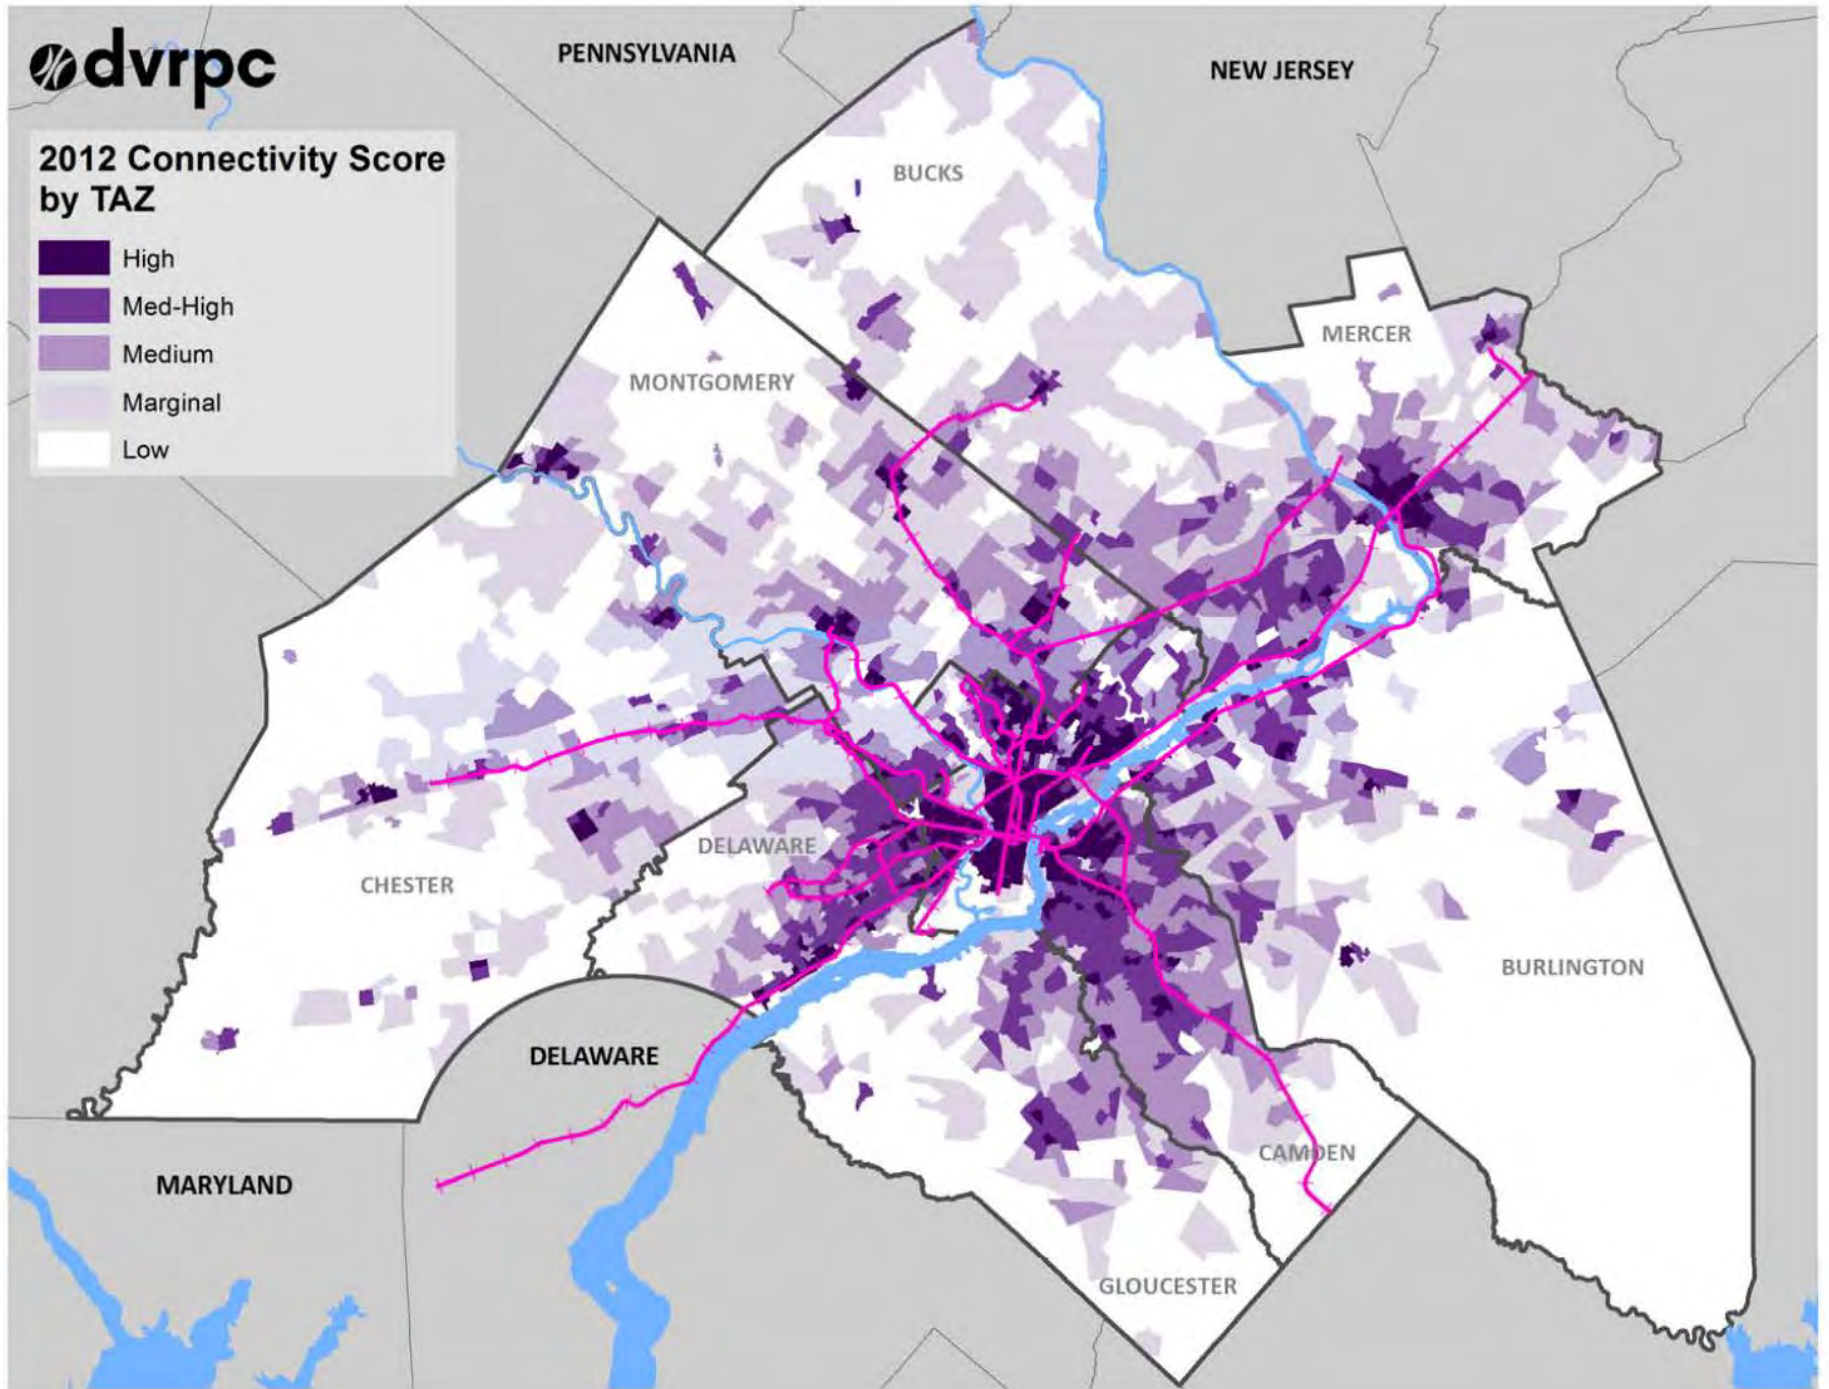 dvrpc
PENNSYLVANIA
NEW JERSEY
2012 Connectivity Score
by TAZ
High
Med-High
Medium
Marginal
Low
BUCKS
MERCER
MONTGOMERY
DELAWARE
CHESTER
BURLINGTON
DELAWARE
CAMDEN
MARYLAND
GLOUCESTER